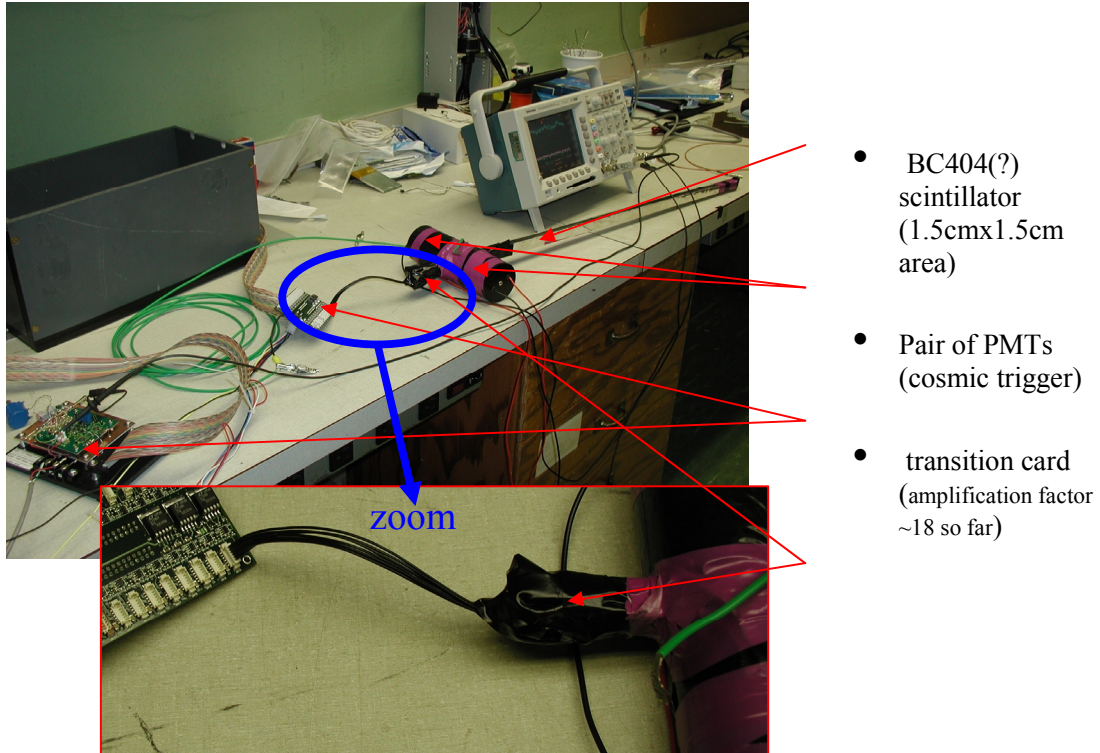 • BC404(?)
scintillator
(1.5cmx1.5cm
area)
• Pair of PMTs
(cosmic trigger)
• transition card
(amplification factor
~18 so far)
zoom